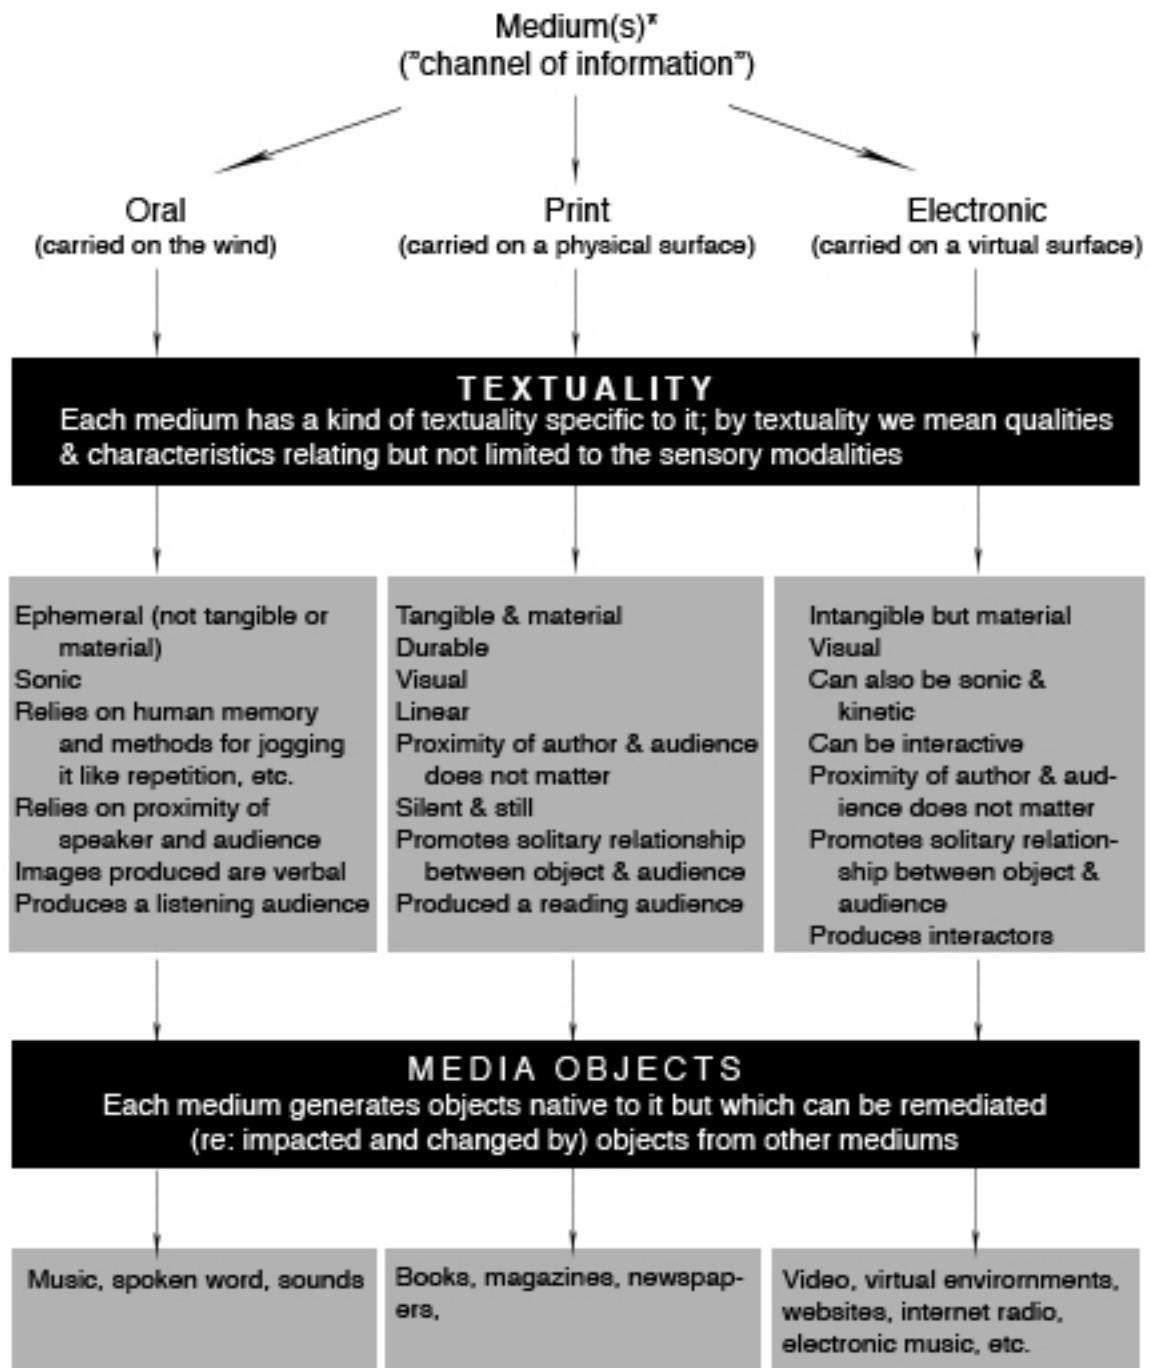 Medium(s)*
("channel of information")
Oral
(carried on the wind)
Print
(carried on a physical surface)
Electronic
(carried on a virtual surface)
TEXTUALITY
Each medium has a kind of textuality specific to it; by textuality we mean qualities
& characteristics relating but not limited to the sensory modalities
Ephemeral (not tangible or
material)
Sonic
Relies on human memory
and methods for jogging
it like repetition, etc.
Relies on proximity of
speaker and audience
Images produced are verbal
Produces a listening audience
Tangible & material
Durable
Visual
Linear
Proximity of author & audience
does not matter
Silent & still
Promotes solitary relationship
between object & audience
Produced a reading audience
Intangible but material
Visual
Can also be sonic &
kinetic
Can be interactive
Proximity of author & aud-
ience does not matter
Promotes solitary relation-
ship between object &
audience
Produces interactors
MEDIA OBJECTS
Each medium generates objects native to it but which can be remediated
(re: impacted and changed by) objects from other mediums
Music, spoken word, sounds
Books, magazines, newspap-
ers,
Video, virtual envirornments,
websites, internet radio,
electronic music, etc.